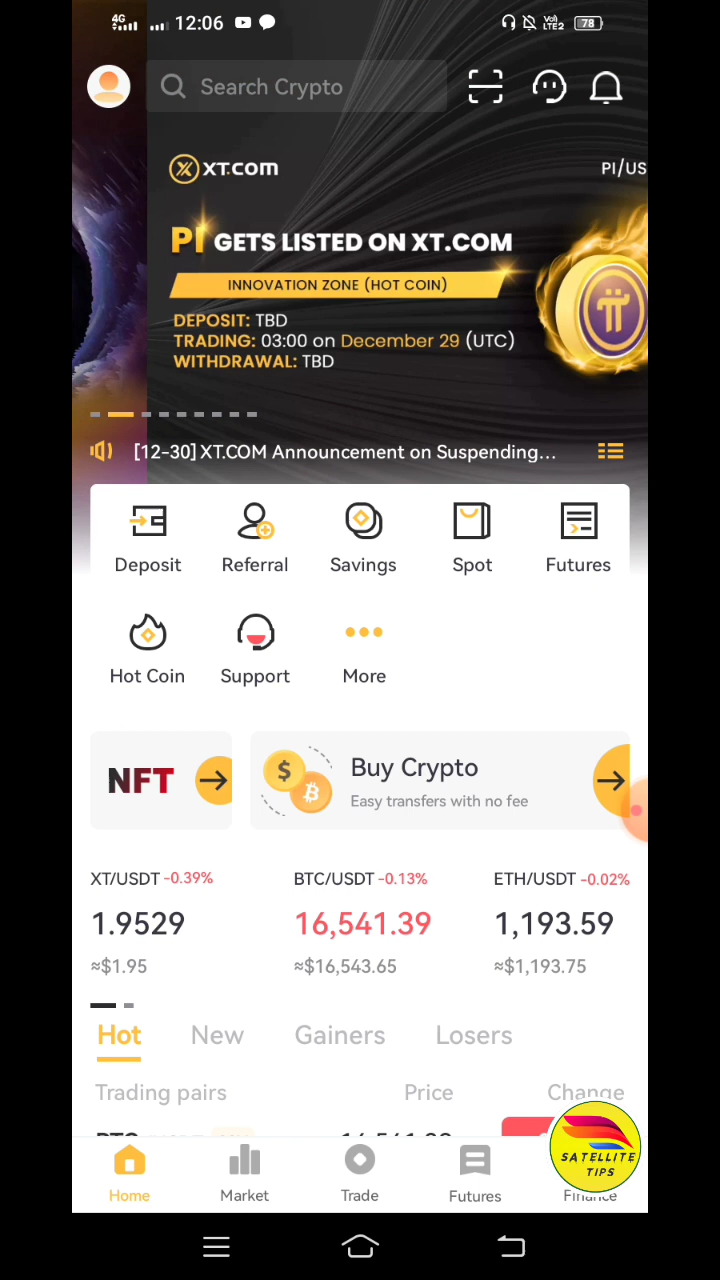 4G 12:06 Vo) LTE2 78
Search Crypto
XT.COM PI/US
PI GETS LISTED ON XT.COM
INNOVATION ZONE (HOT COIN)
DEPOSIT: TBD
TRADING: 03:00 on December 29 (UTC)
WITHDRAWAL: TBD
[12-30] XT.COM Announcement on Suspending...
Deposit Referral Savings Spot Futures
Hot Coin Support More
NFT
Buy Crypto
Easy transfers with no fee
XT/USDT -0.39% BTC/USDT -0.13% ETH/USDT -0.02%
1.9529 16,541.39 1,193.59
≈$1.95 ≈$16,543.65 ≈$1,193.75
Hot New Gainers Losers
Trading pairs Price Change
SATELLITE
TIPS
Home Market Trade Futures Finance